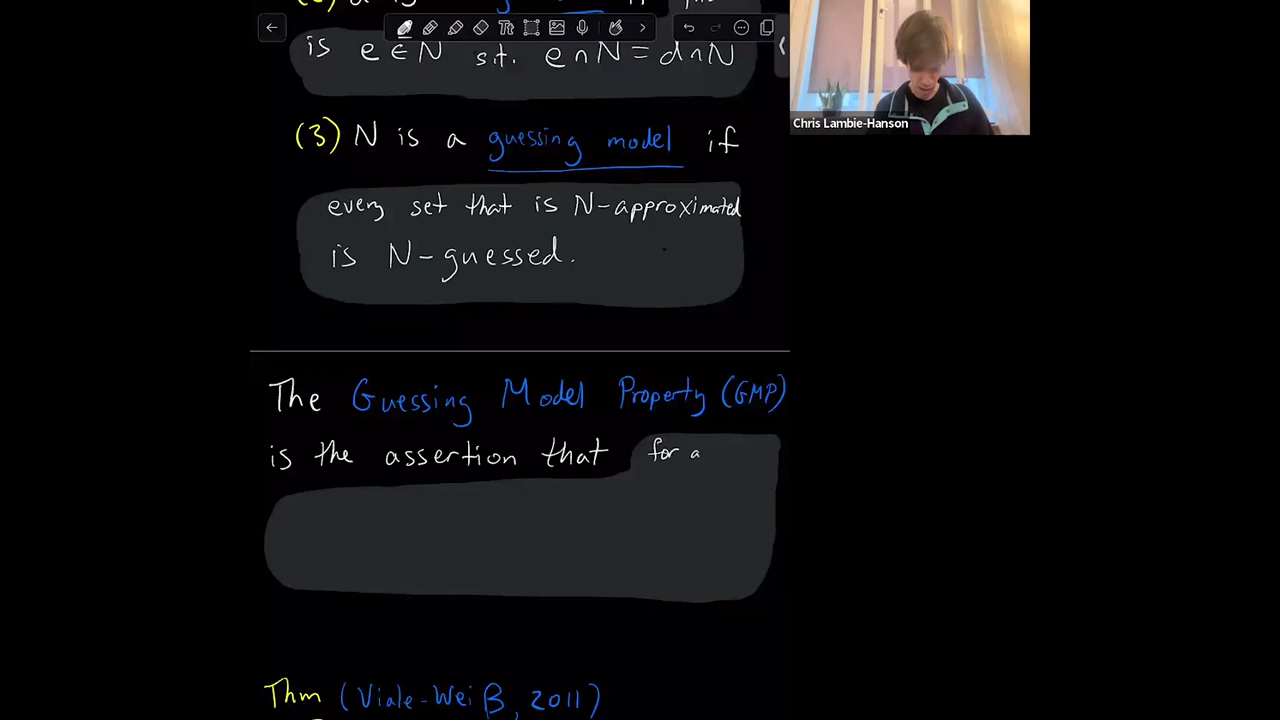 is e ∈ N s.t. e ∩ N = d ∩ N
(3) N is a guessing model if
every set that is N-approximated
is N-guessed.
The Guessing Model Property (GMP)
is the assertion that for a
Thm (Viale-Weiß, 2011)
Chris Lambie-Hanson